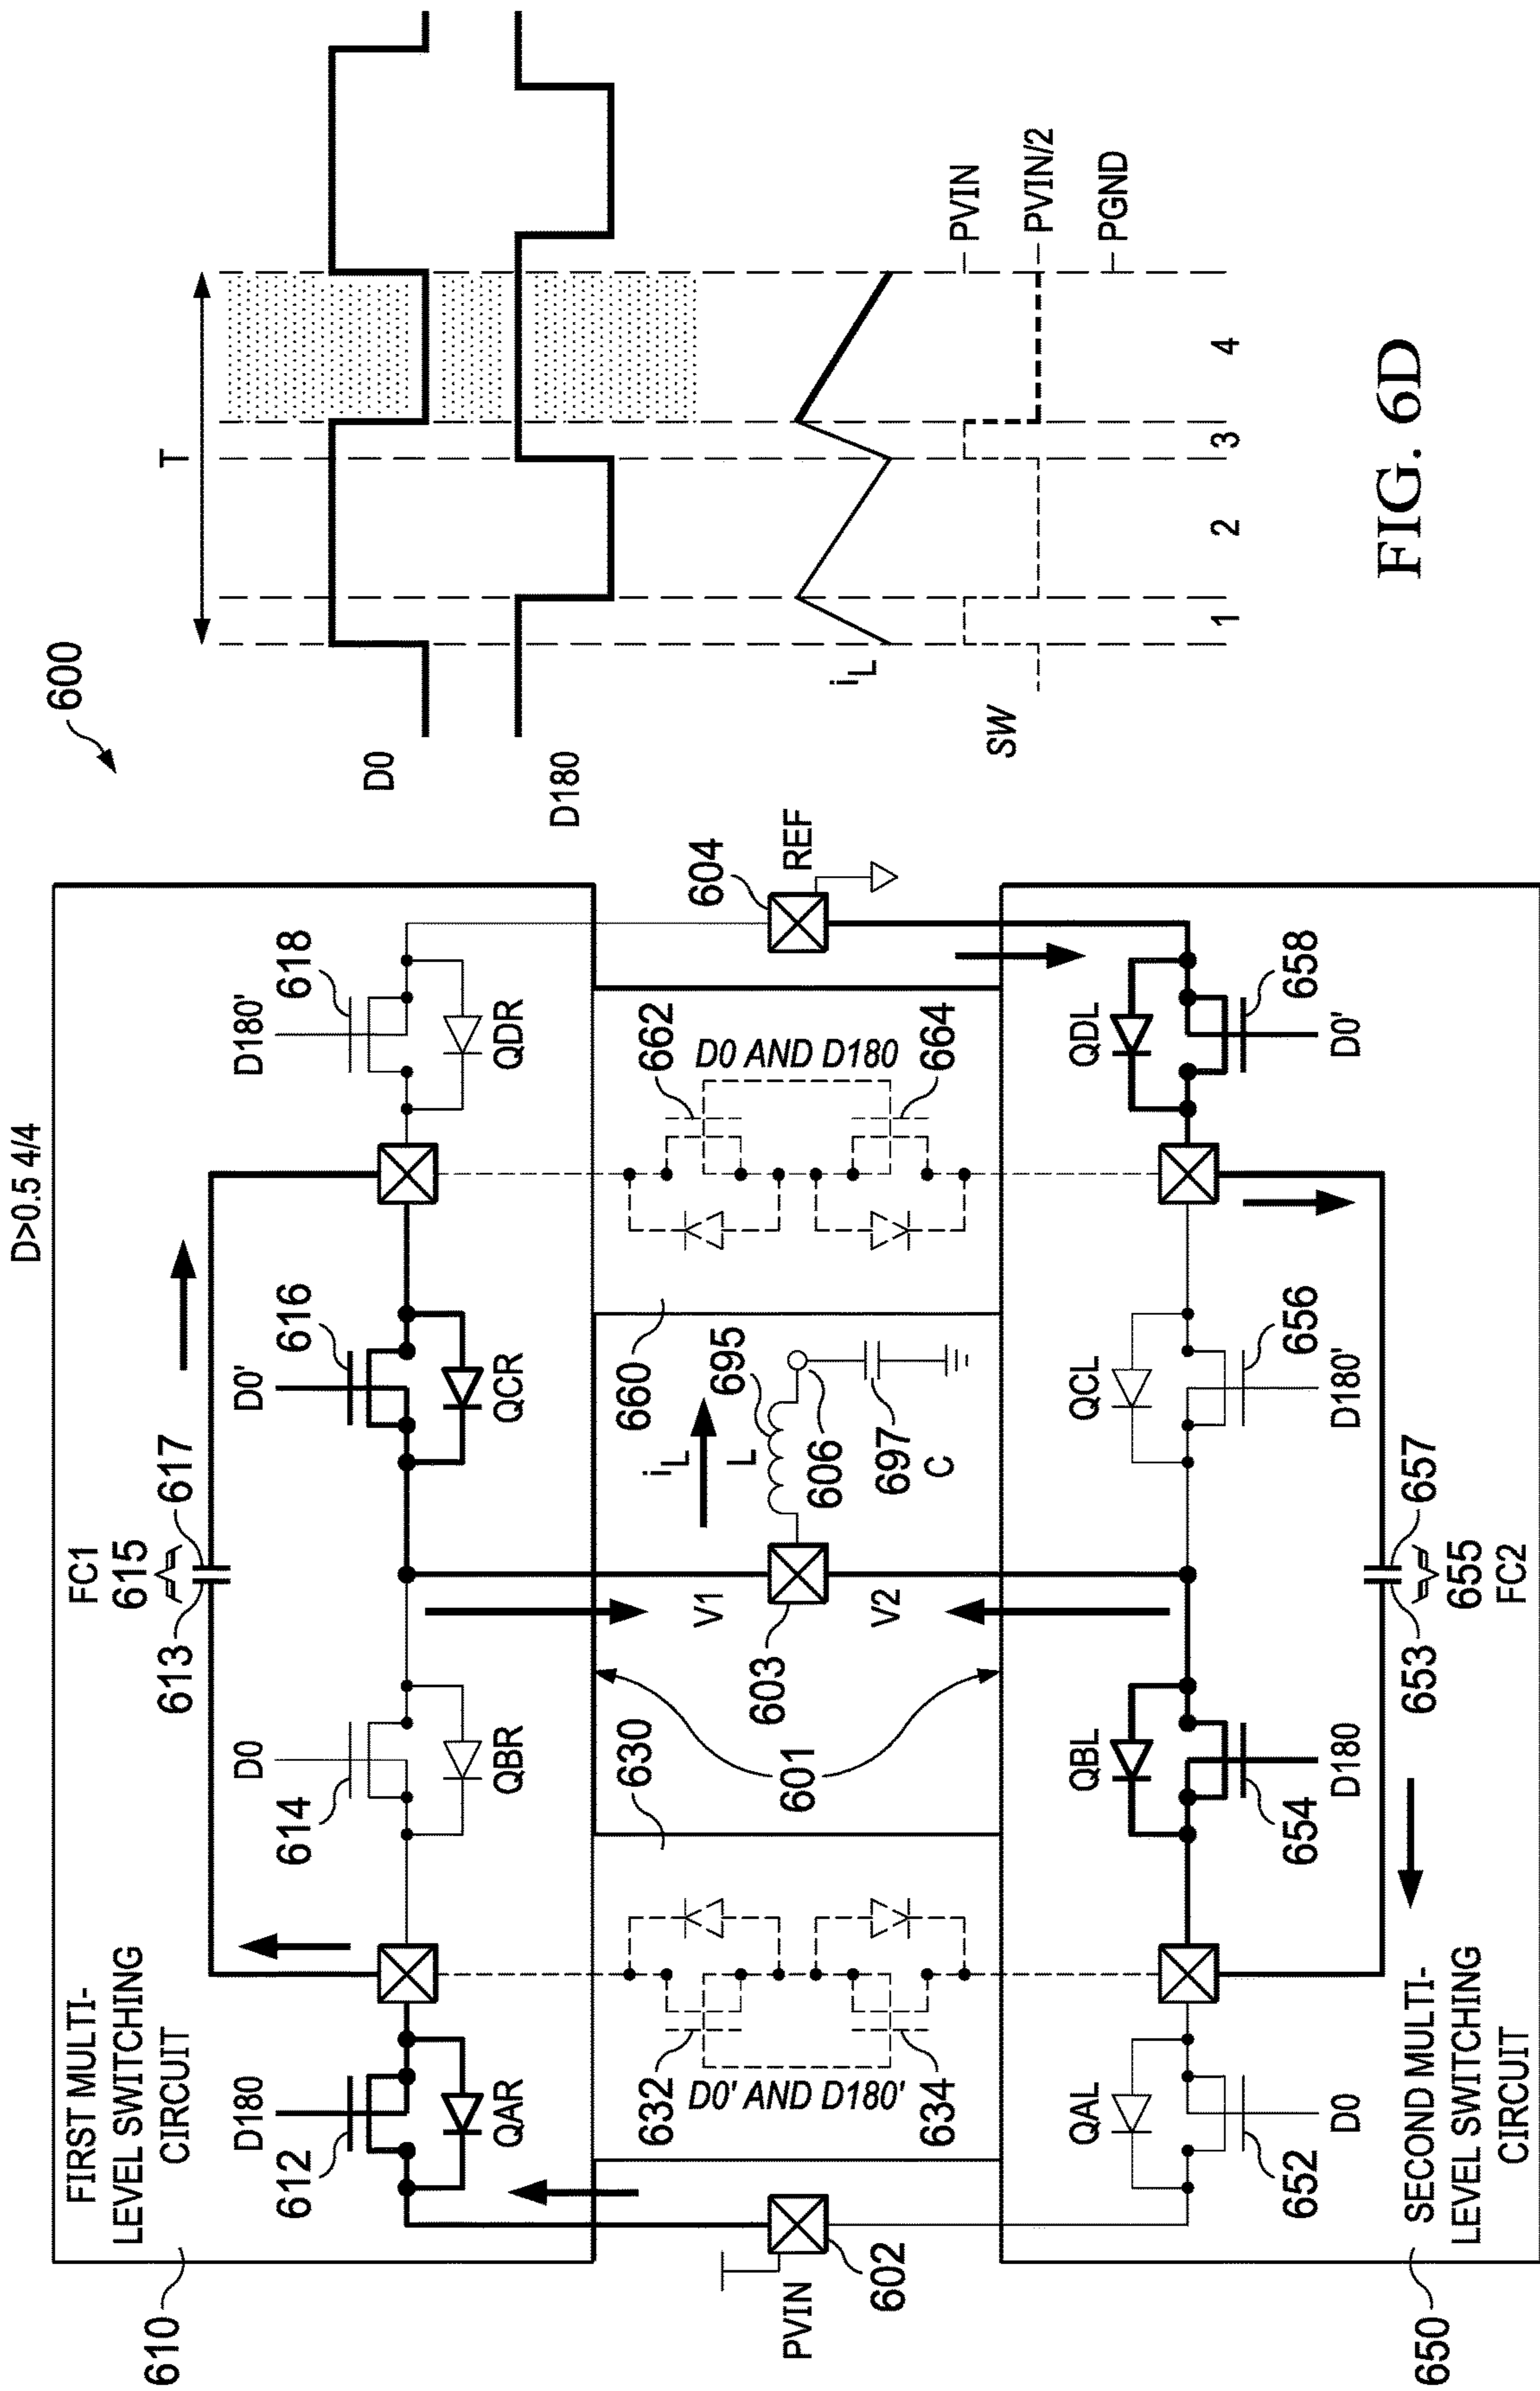 D>0.5 4/4
600
610
FIRST MULTI-
LEVEL SWITCHING
CIRCUIT
FC1
615
613
617
D180
612
QAR
D0
614
QBR
D0'
616
QCR
D180'
618
QDR
PVIN
602
632
D0' AND D180'
634
630
601
V1
603
V2
iL
L
695
606
697
C
660
662
D0 AND D180
664
604
REF
650
SECOND MULTI-
LEVEL SWITCHING
CIRCUIT
QAL
652
D0
QBL
654
D180
QCL
656
D180'
QDL
658
D0'
653
657
655
FC2
T
D0
D180
iL
SW
PVIN
PVIN/2
PGND
1
2
3
4
FIG. 6D